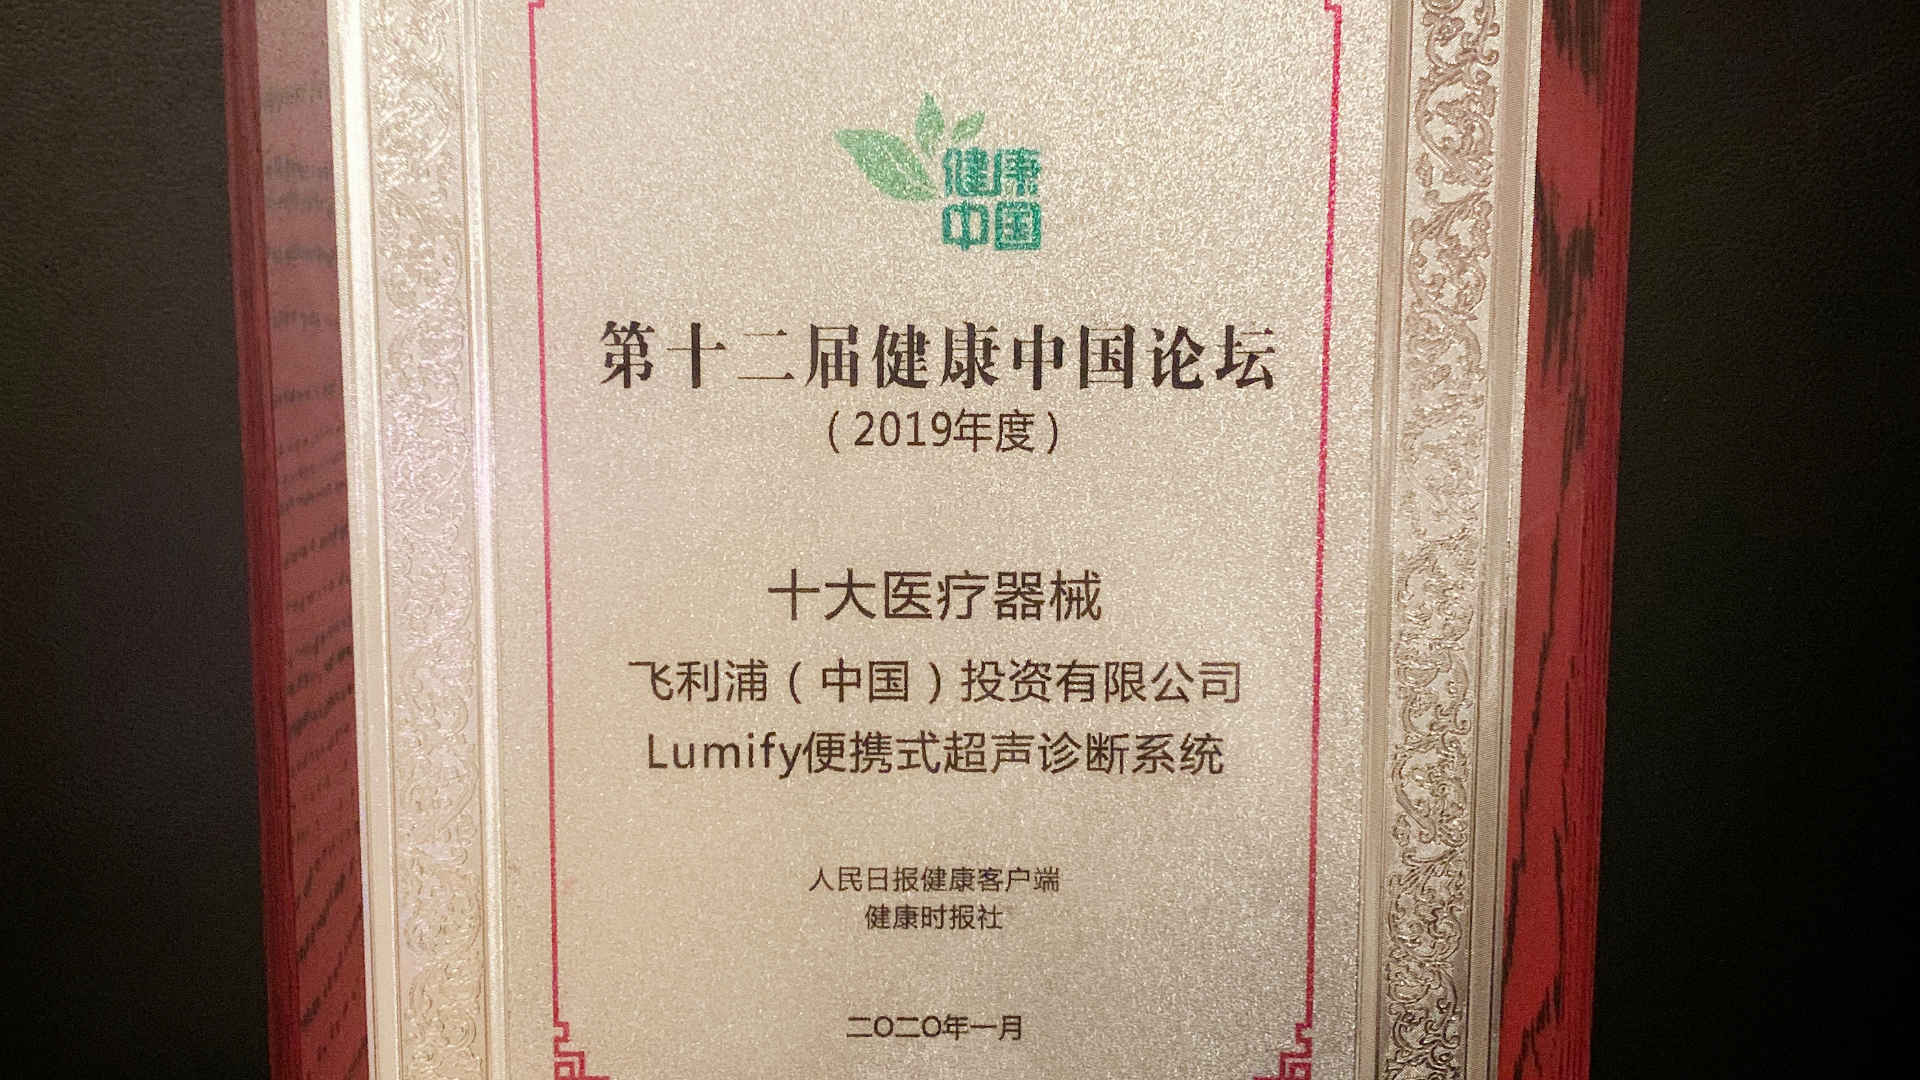 健康
中国
第十二届健康中国论坛
（2019年度）
十大医疗器械
飞利浦（中国）投资有限公司
Lumify便携式超声诊断系统
人民日报健康客户端
健康时报社
二〇二〇年一月